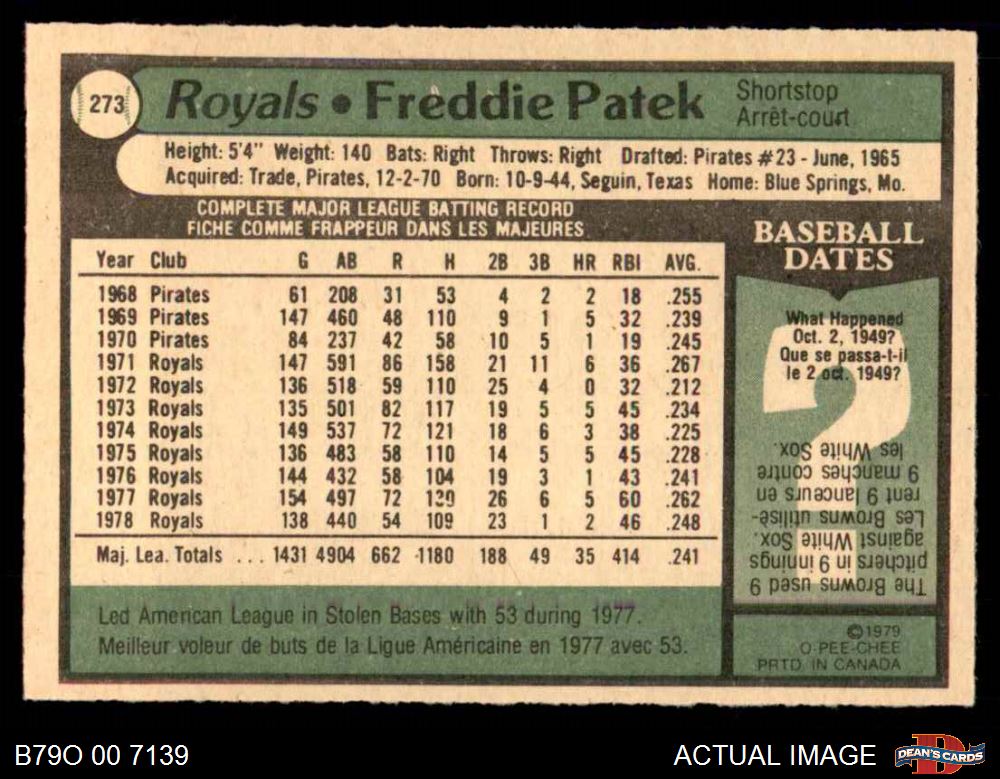 273
Royals • Freddie Patek
Shortstop
Arrêt-court
Height: 5'4" Weight: 140 Bats: Right Throws: Right Drafted: Pirates #23 - June, 1965
Acquired: Trade, Pirates, 12-2-70 Born: 10-9-44, Seguin, Texas Home: Blue Springs, Mo.
COMPLETE MAJOR LEAGUE BATTING RECORD
FICHE COMME FRAPPEUR DANS LES MAJEURES
Year Club G AB R H 2B 3B HR RBI AVG.
1968 Pirates 61 208 31 53 4 2 2 18 .255
1969 Pirates 147 460 48 110 9 1 5 32 .239
1970 Pirates 84 237 42 58 10 5 1 19 .245
1971 Royals 147 591 86 158 21 11 6 36 .267
1972 Royals 136 518 59 110 25 4 0 32 .212
1973 Royals 135 501 82 117 19 5 5 45 .234
1974 Royals 149 537 72 121 18 6 3 38 .225
1975 Royals 136 483 58 110 14 5 5 45 .228
1976 Royals 144 432 58 104 19 3 1 43 .241
1977 Royals 154 497 72 26 6 5 60 .262
1978 Royals 138 440 54 109 23 1 2 46 .248
Maj. Lea. Totals ... 1431 4904 662 1180 188 49 35 414 .241
Led American League in Stolen Bases with 53 during 1977.
Meilleur voleur de buts de la Ligue Américaine en 1977 avec 53.
BASEBALL
DATES
What Happened
Oct. 2, 1949?
Que se passa-t-il
le 2 oct. 1949?
The Browns used 9
pitchers in 9 innings
against White Sox.
Les Browns utilisè-
rent 9 lanceurs en
9 manches contre
les White Sox.
©1979
O-PEE-CHEE
PRTD. IN CANADA
B79O 00 7139
ACTUAL IMAGE
DEAN'S CARDS